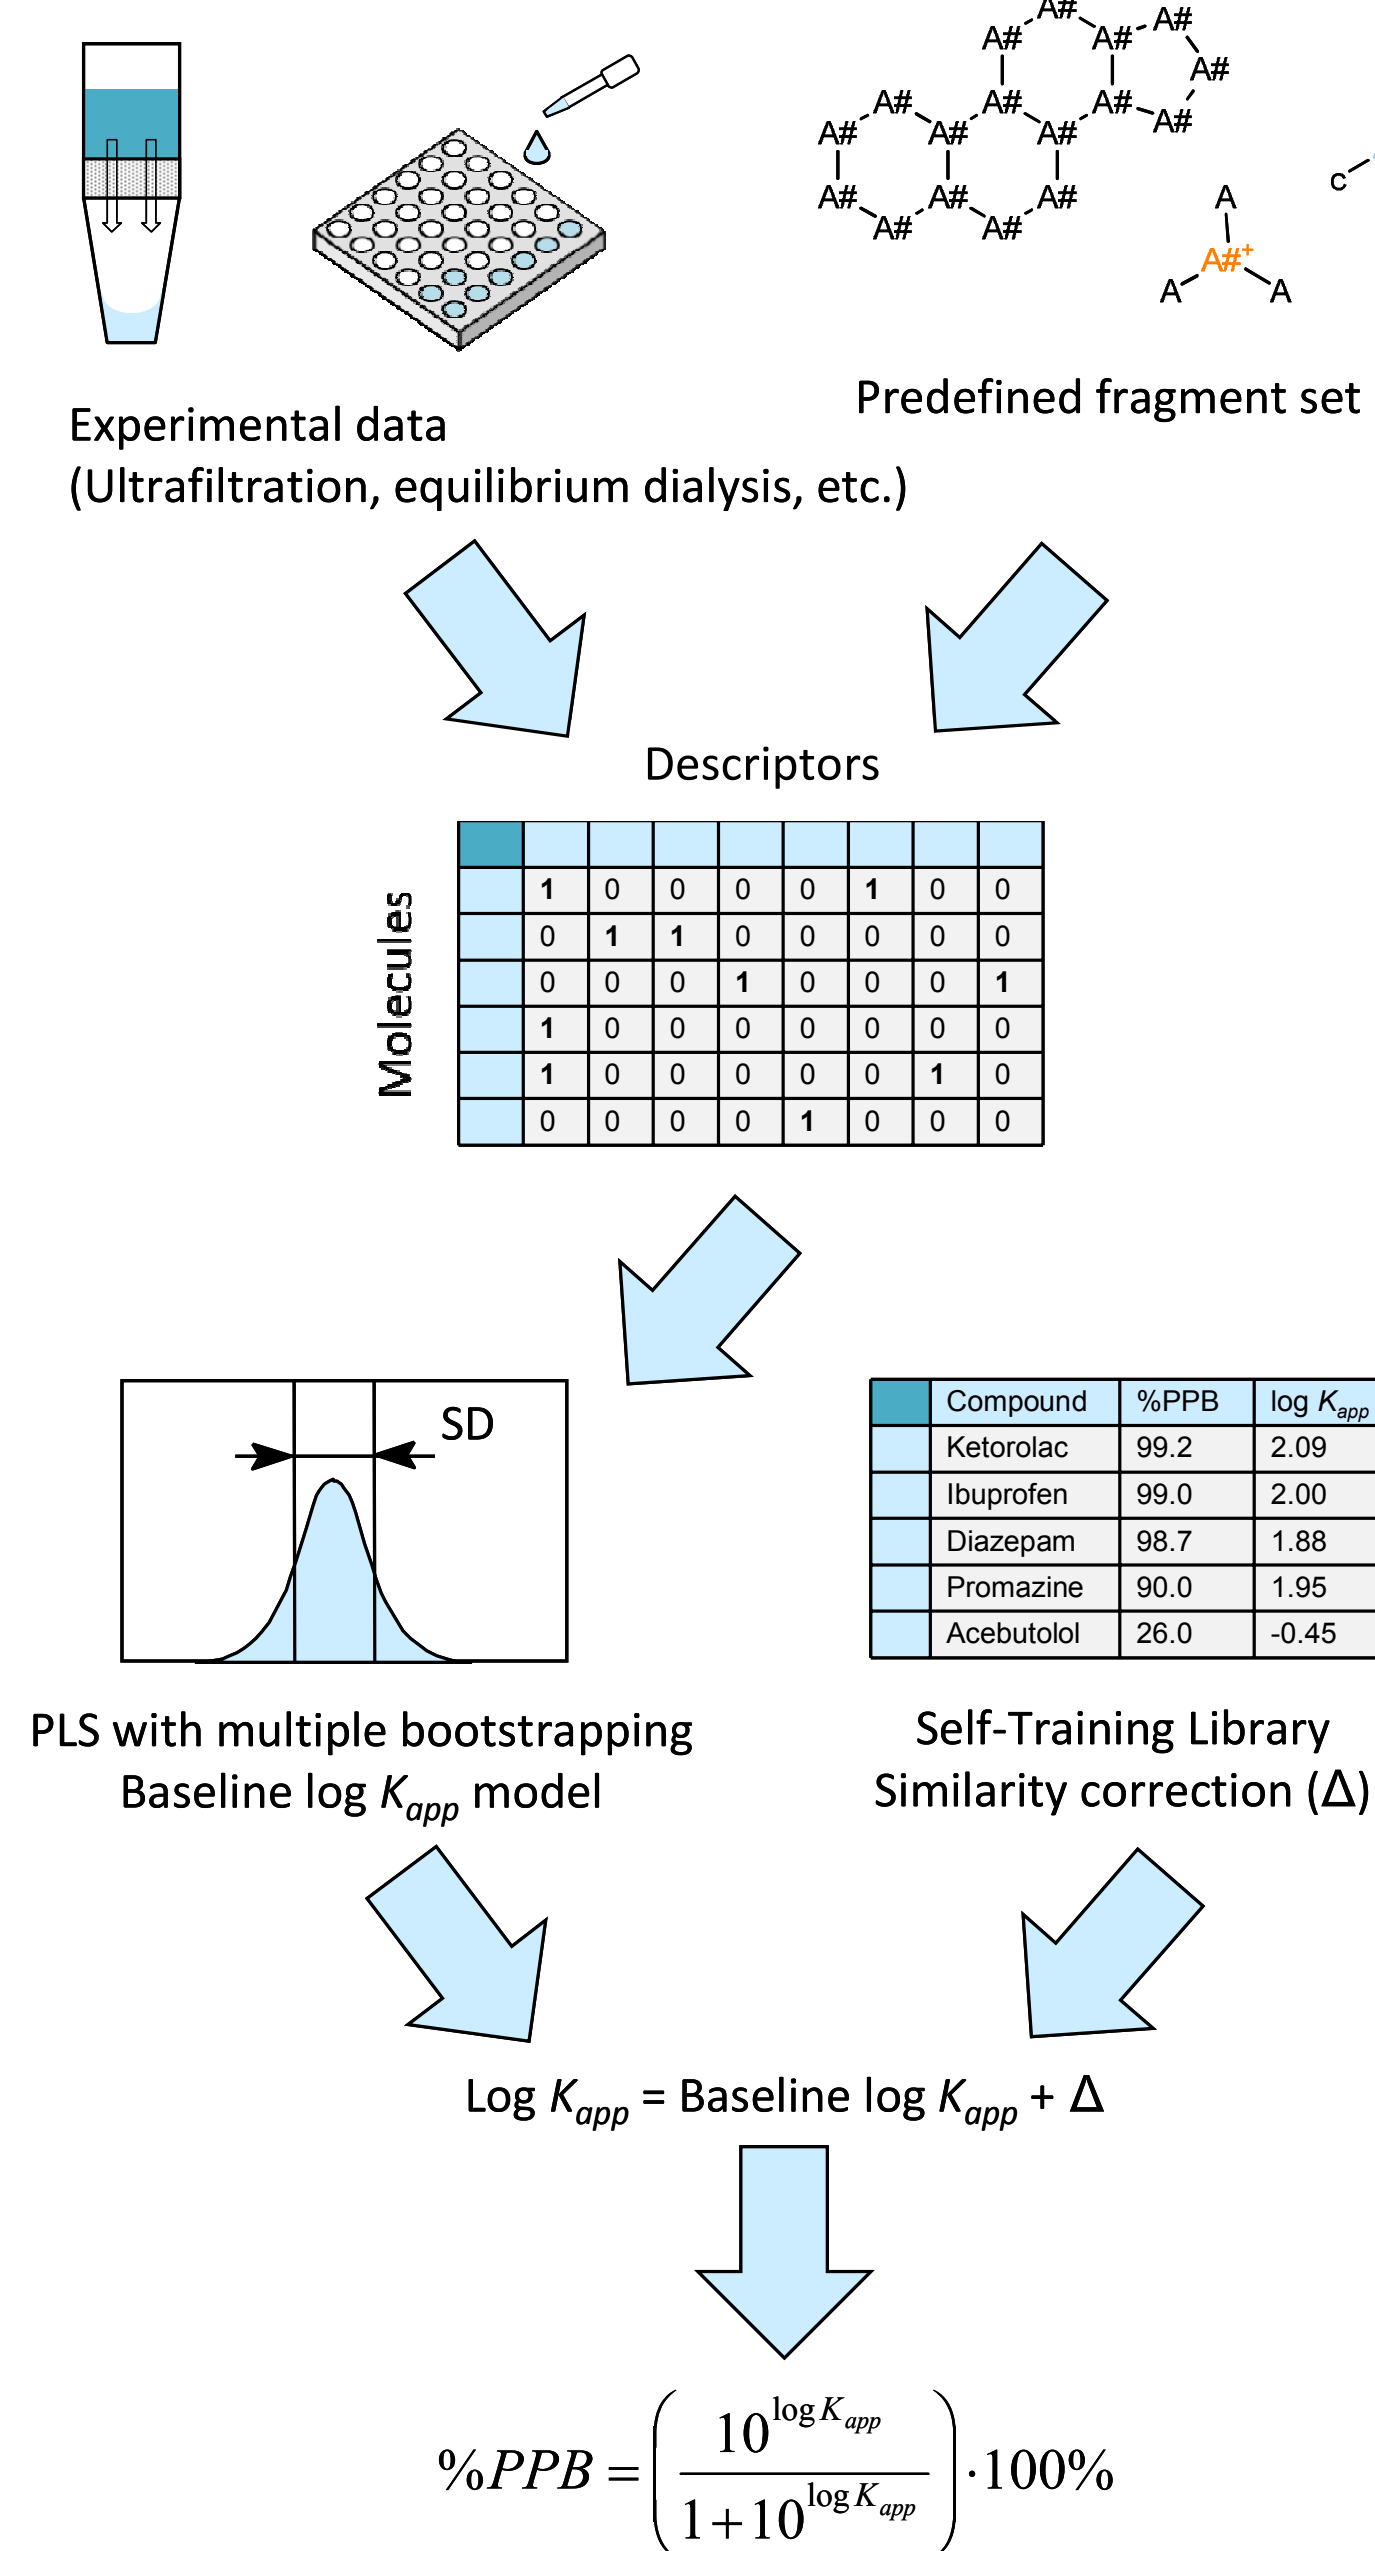 A#
A# A# A#
A#
A# A# A#
A# A# A# A#
A# A# A#
A# A#
C
A
A#+
A A
Predefined fragment set
Experimental data
(Ultrafiltration, equilibrium dialysis, etc.)
Descriptors
Molecules
1 0 0 0 0 1 0 0
0 1 1 0 0 0 0 0
0 0 0 1 0 0 0 1
1 0 0 0 0 0 0 0
1 0 0 0 0 0 1 0
0 0 0 0 1 0 0 0
SD
Compound %PPB log Kapp
Ketorolac 99.2 2.09
Ibuprofen 99.0 2.00
Diazepam 98.7 1.88
Promazine 90.0 1.95
Acebutolol 26.0 -0.45
PLS with multiple bootstrapping
Baseline log Kapp model
Self-Training Library
Similarity correction (Δ)
Log Kapp = Baseline log Kapp + Δ
%PPB = ( 10^log Kapp / 1+10^log Kapp ) ·100%